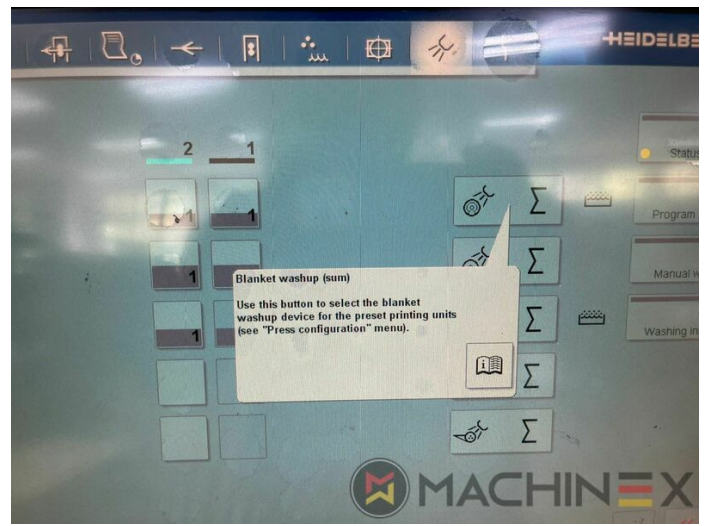 HEIDELBE
2 1
Status
1 1
Σ
Program
1
Σ
Manual w
Blanket washup (sum)
Use this button to select the blanket
washup device for the preset printing units
(see "Press configuration" menu).
1
Σ
Washing in
Σ
Σ
MACHINEX